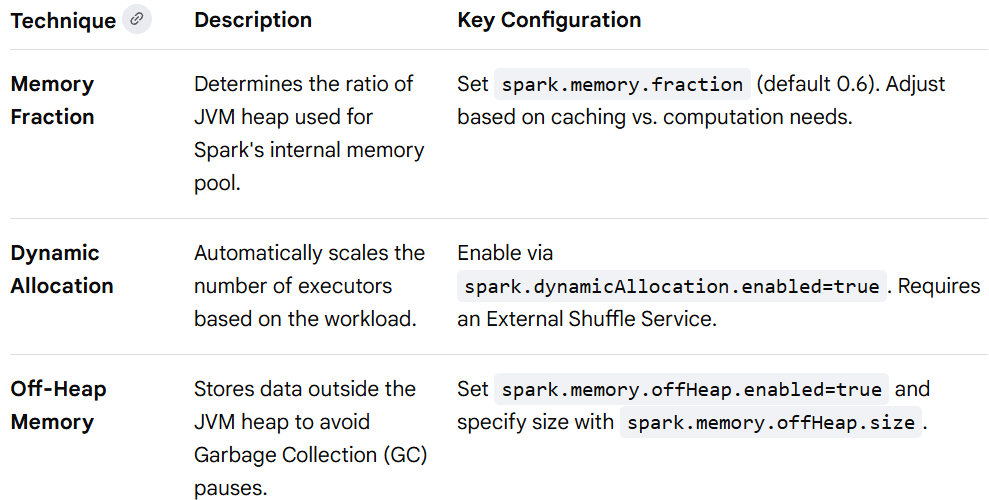 Technique Description Key Configuration
Memory Fraction
Determines the ratio of
JVM heap used for
Spark's internal memory
pool.
Set spark.memory.fraction (default 0.6). Adjust
based on caching vs. computation needs.
Dynamic
Allocation
Automatically scales the
number of executors
based on the workload.
Enable via
spark.dynamicAllocation.enabled=true. Requires
an External Shuffle Service.
Off-Heap
Memory
Stores data outside the
JVM heap to avoid
Garbage Collection (GC)
pauses.
Set spark.memory.offHeap.enabled=true and
specify size with spark.memory.offHeap.size.